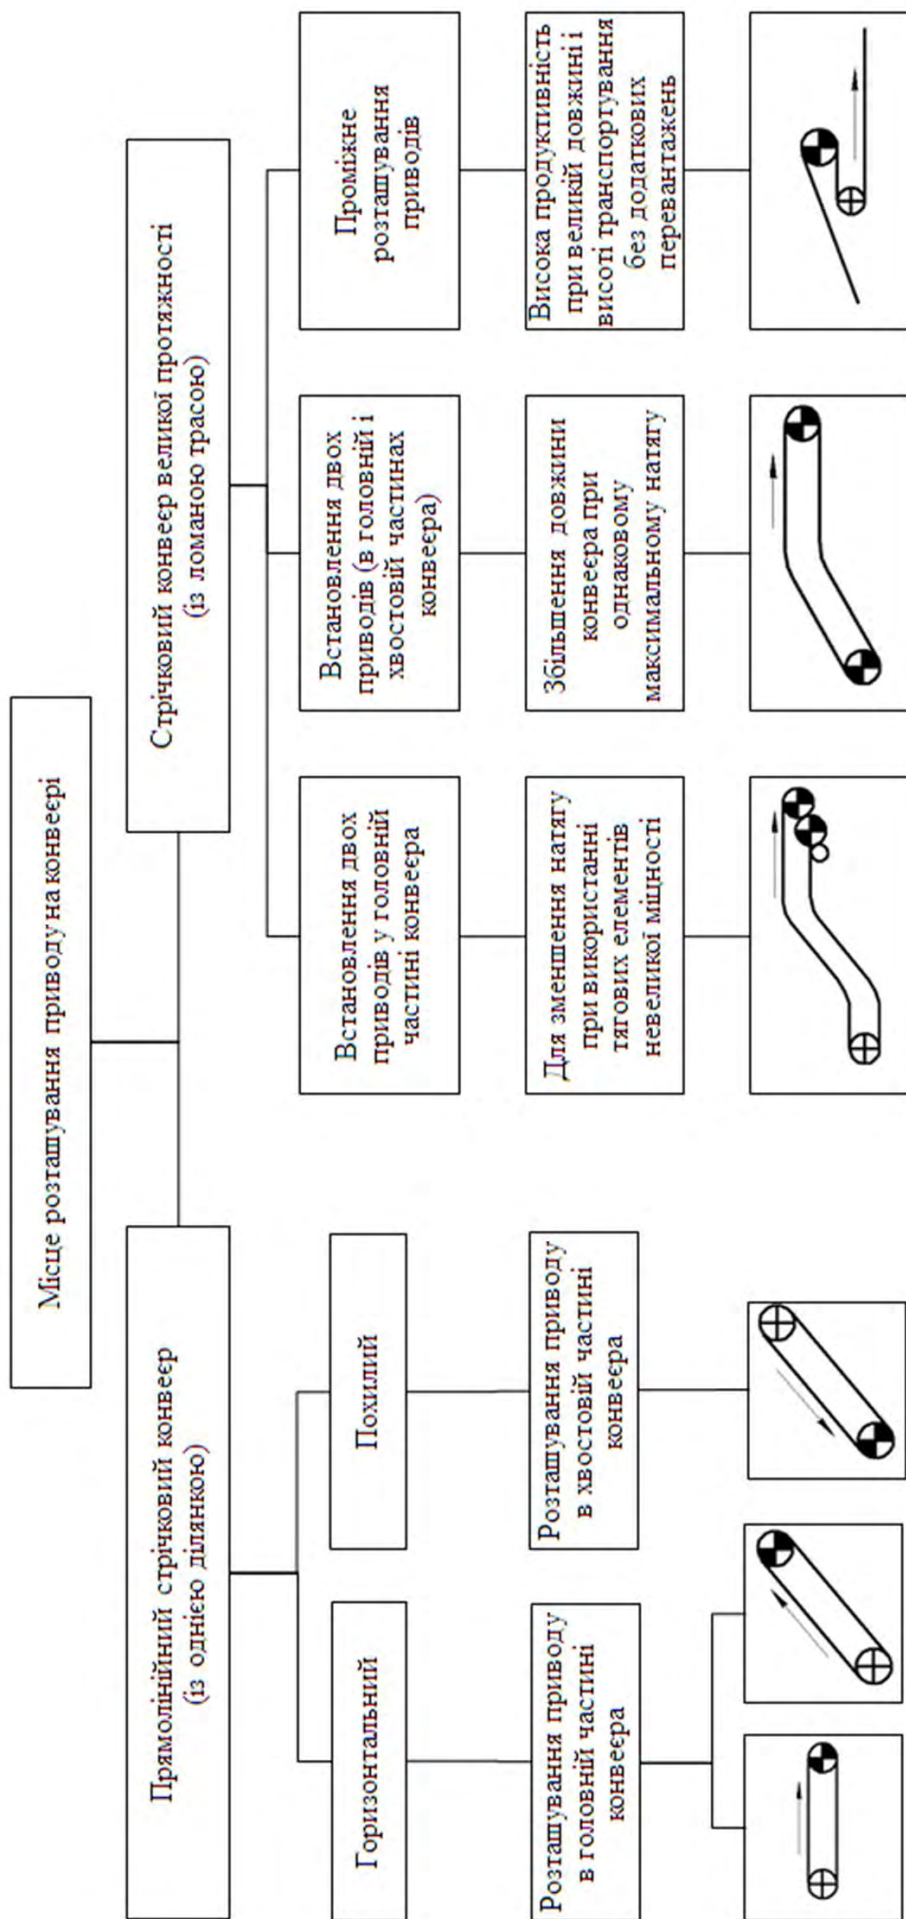 Місце розташування приводу на конвеєрі
Прямолінійний стрічковий конвеєр
(із однією ділянкою)
Стрічковий конвеєр великої протяжності
(із ломаною трасою)
Горизонтальний
Похилий
Встановлення двох
приводів у головній
частині конвеєра
Встановлення двох
приводів (в головній і
хвостовій частинах
конвеєра)
Проміжне
розташування
приводів
Розташування приводу
в головній частині
конвеєра
Розташування приводу
в хвостовій частині
конвеєра
Для зменшення натягу
при використанні
тягових елементів
невеликої міцності
Збільшення довжини
конвеєра при
однаковому
максимальному натягу
Висока продуктивність
при великій довжині і
висоті транспортування
без додаткових
перевантажень